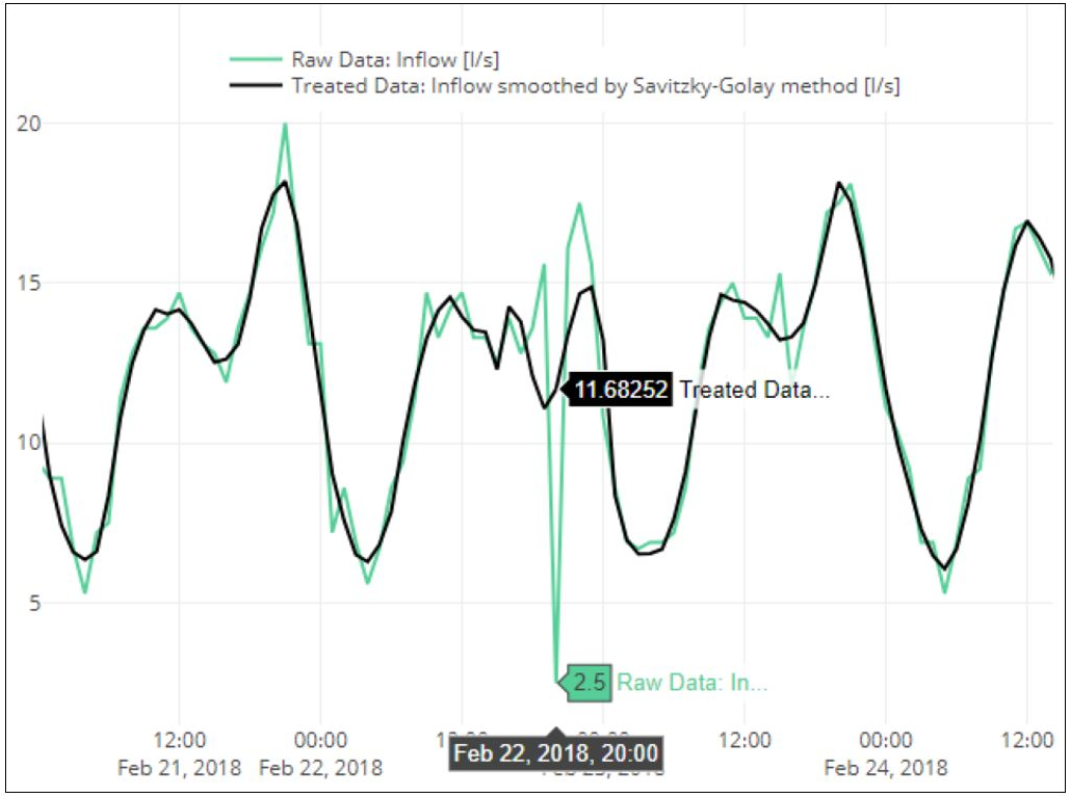 Raw Data: Inflow [l/s]
Treated Data: Inflow smoothed by Savitzky-Golay method [l/s]
20
15
11.68252 Treated Data...
10
5
2.5 Raw Data: In...
12:00 00:00 12:00 00:00 12:00
Feb 22, 2018, 20:00
Feb 21, 2018 Feb 22, 2018 Feb 24, 2018